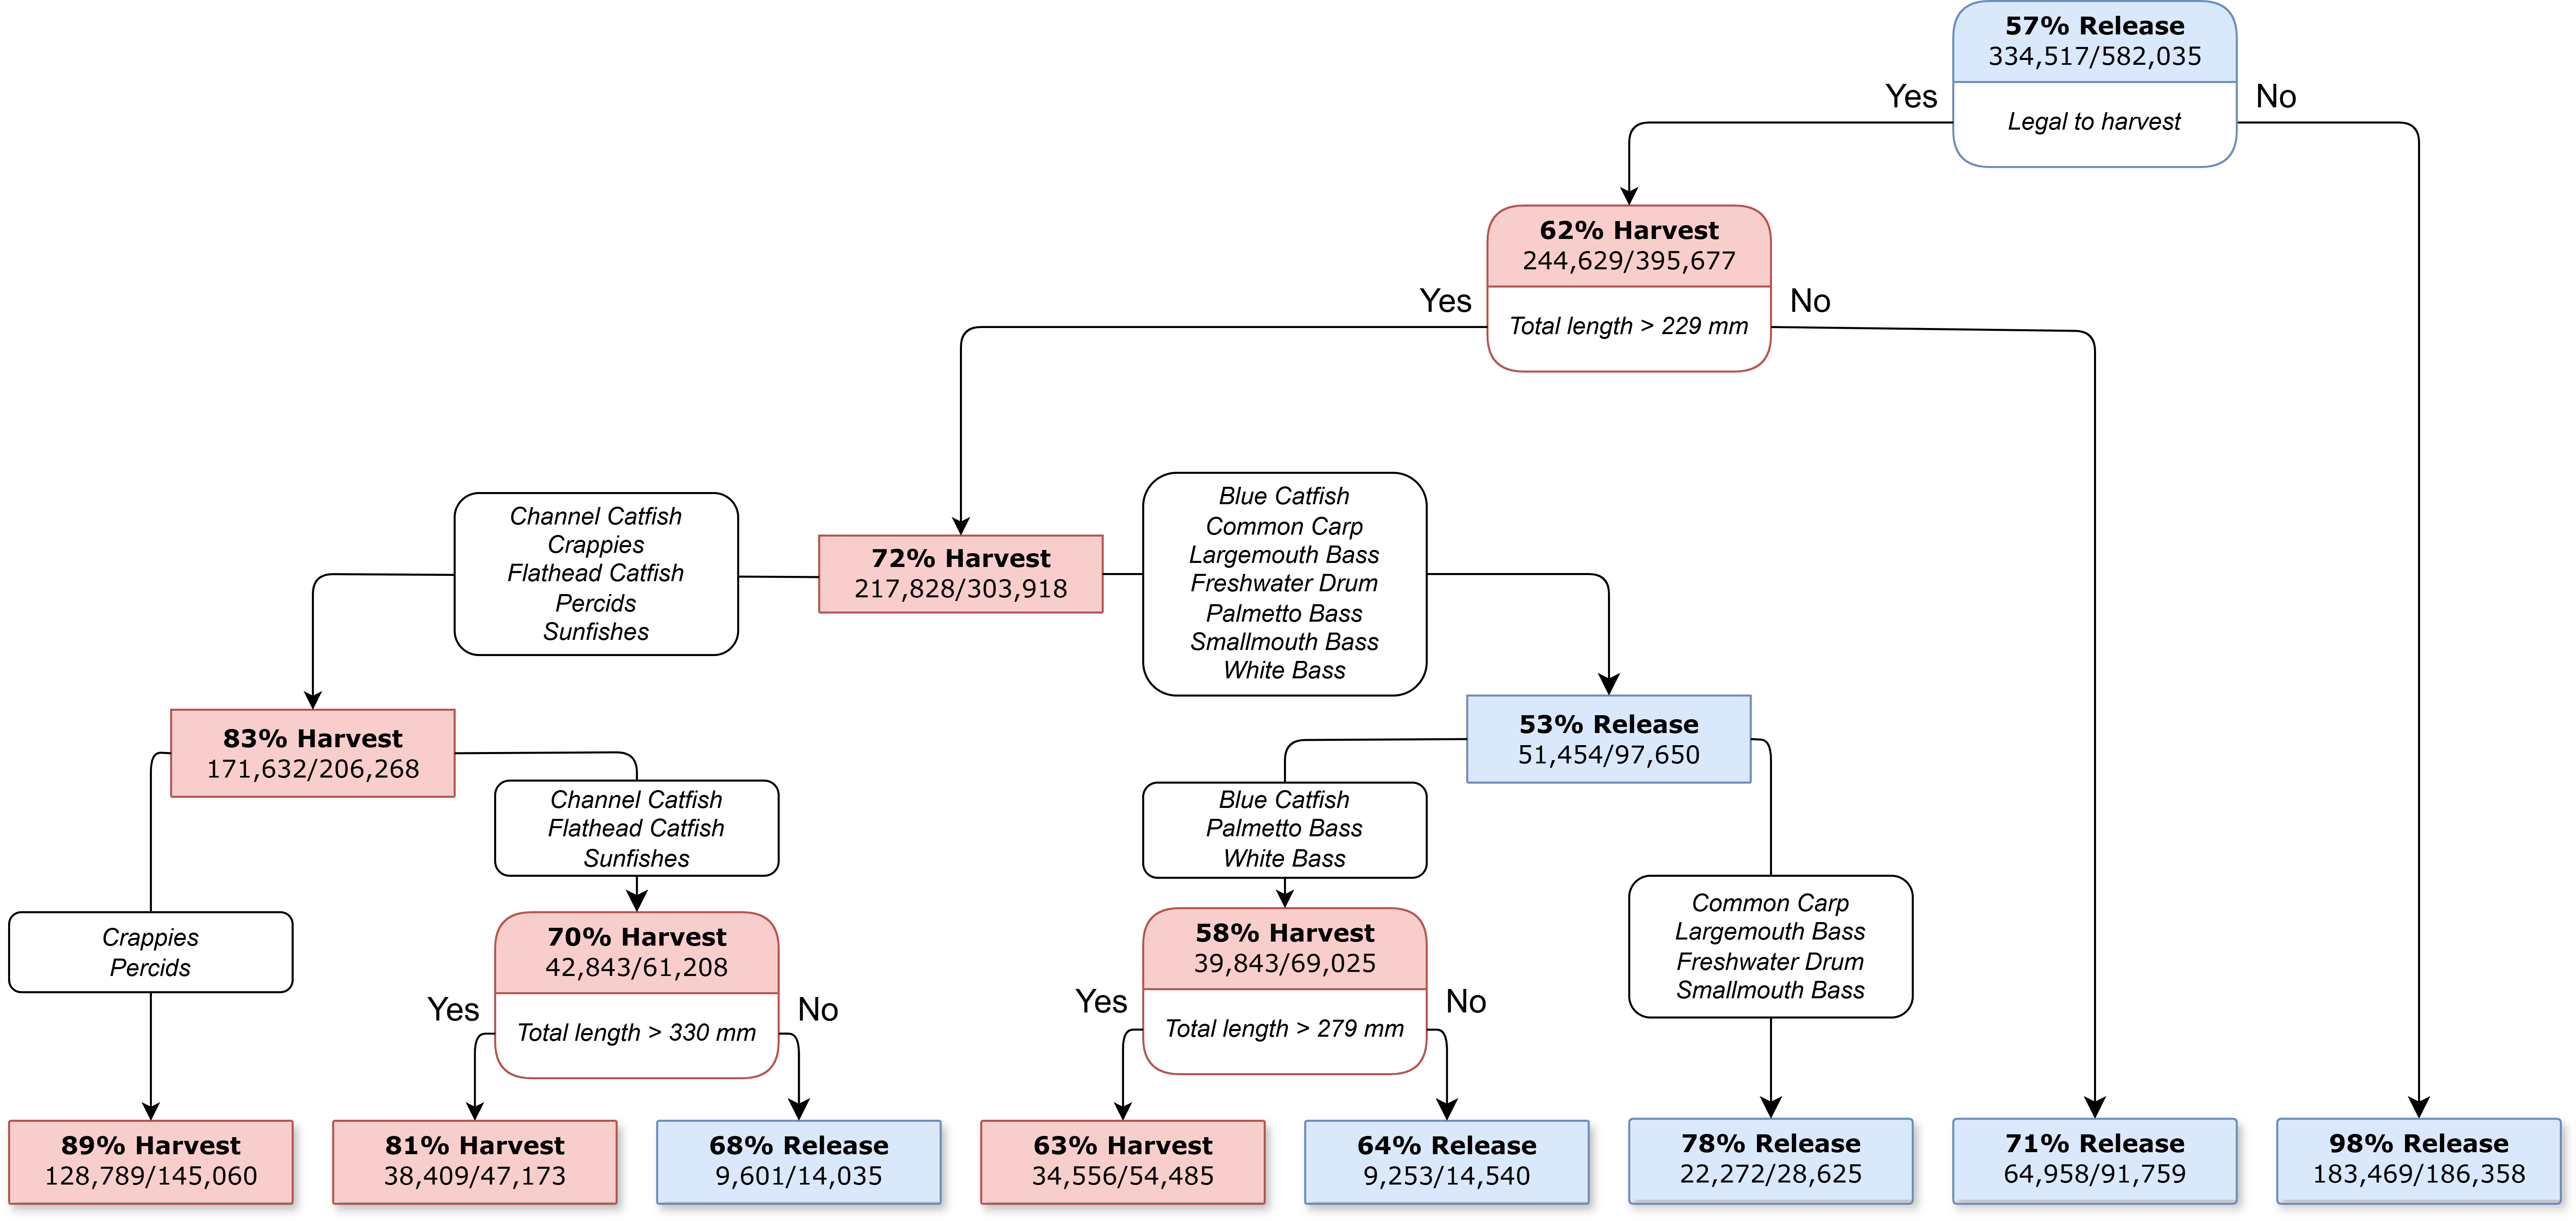 57% Release
334,517/582,035
Yes
No
Legal to harvest
62% Harvest
244,629/395,677
Yes
No
Total length > 229 mm
Channel Catfish
Crappies
Flathead Catfish
Percids
Sunfishes
72% Harvest
217,828/303,918
Blue Catfish
Common Carp
Largemouth Bass
Freshwater Drum
Palmetto Bass
Smallmouth Bass
White Bass
83% Harvest
171,632/206,268
53% Release
51,454/97,650
Channel Catfish
Flathead Catfish
Sunfishes
Blue Catfish
Palmetto Bass
White Bass
Crappies
Percids
70% Harvest
42,843/61,208
Yes
No
Total length > 330 mm
58% Harvest
39,843/69,025
Yes
No
Total length > 279 mm
Common Carp
Largemouth Bass
Freshwater Drum
Smallmouth Bass
89% Harvest
128,789/145,060
81% Harvest
38,409/47,173
68% Release
9,601/14,035
63% Harvest
34,556/54,485
64% Release
9,253/14,540
78% Release
22,272/28,625
71% Release
64,958/91,759
98% Release
183,469/186,358